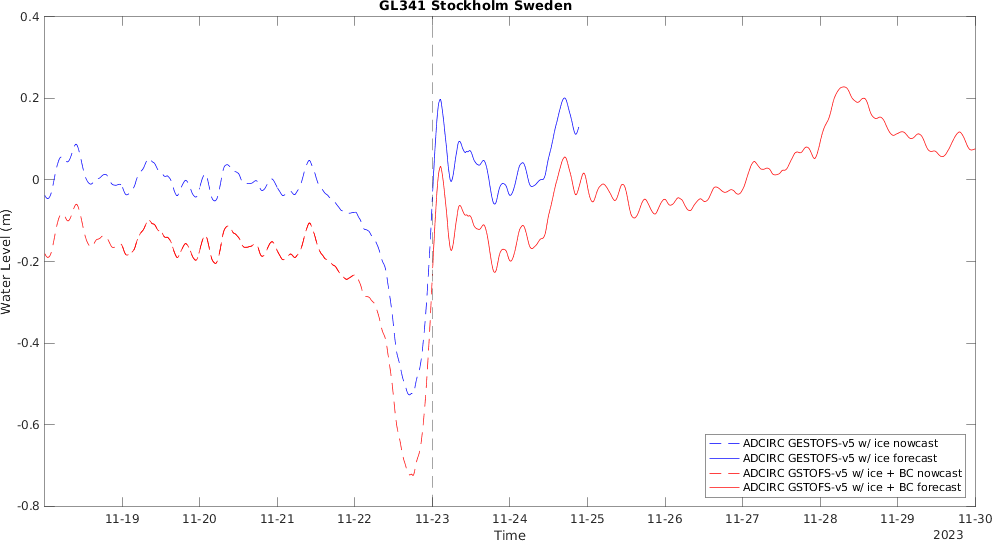 GL341 Stockholm Sweden
0.4
0.2
0
-0.2
-0.4
-0.6
-0.8
Water Level (m)
ADCIRC GESTOFS-v5 w/ ice nowcast
ADCIRC GESTOFS-v5 w/ ice forecast
ADCIRC GSTOFS-v5 w/ ice + BC nowcast
ADCIRC GSTOFS-v5 w/ ice + BC forecast
11-19 11-20 11-21 11-22 11-23 11-24 11-25 11-26 11-27 11-28 11-29 11-30
Time
2023